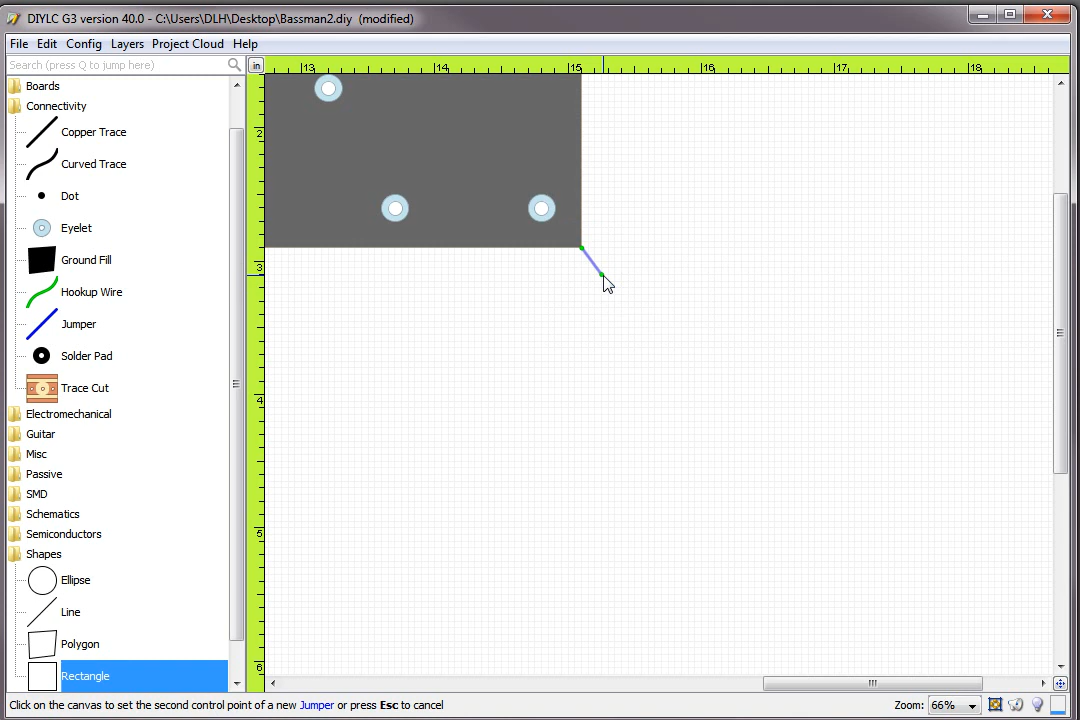 DIYLC G3 version 40.0 - C:\Users\DLH\Desktop\Bassman2.diy (modified)
File Edit Config Layers Project Cloud Help
Search (press Q to jump here)
in
13 14 15 16 17 18
Boards
Connectivity
Copper Trace
Curved Trace
Dot
Eyelet
Ground Fill
Hookup Wire
Jumper
Solder Pad
Trace Cut
Electromechanical
Guitar
Misc
Passive
SMD
Schematics
Semiconductors
Shapes
Ellipse
Line
Polygon
Rectangle
2
3
4
5
6
Click on the canvas to set the second control point of a new Jumper or press Esc to cancel
Zoom: 66%